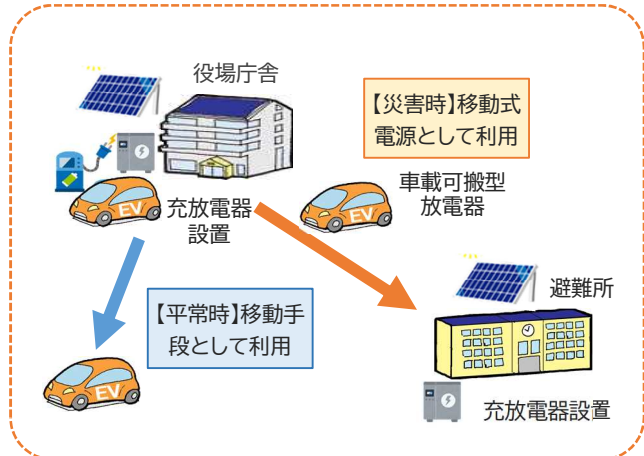 役場庁舎
【災害時】移動式
電源として利用
EV
充放電器
設置
EV
車載可搬型
放電器
避難所
【平常時】移動手
段として利用
EV
充放電器設置